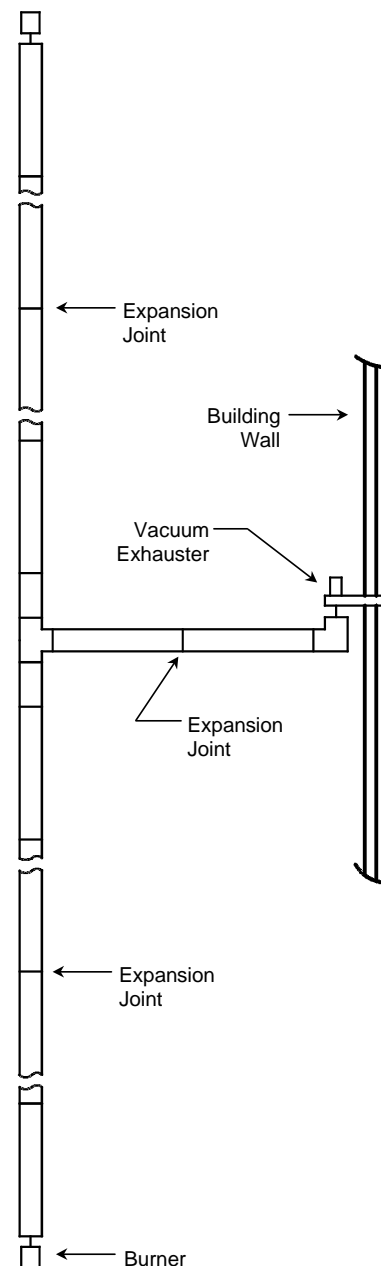 Expansion
Joint
Building
Wall
Vacuum
Exhauster
Expansion
Joint
Expansion
Joint
Burner